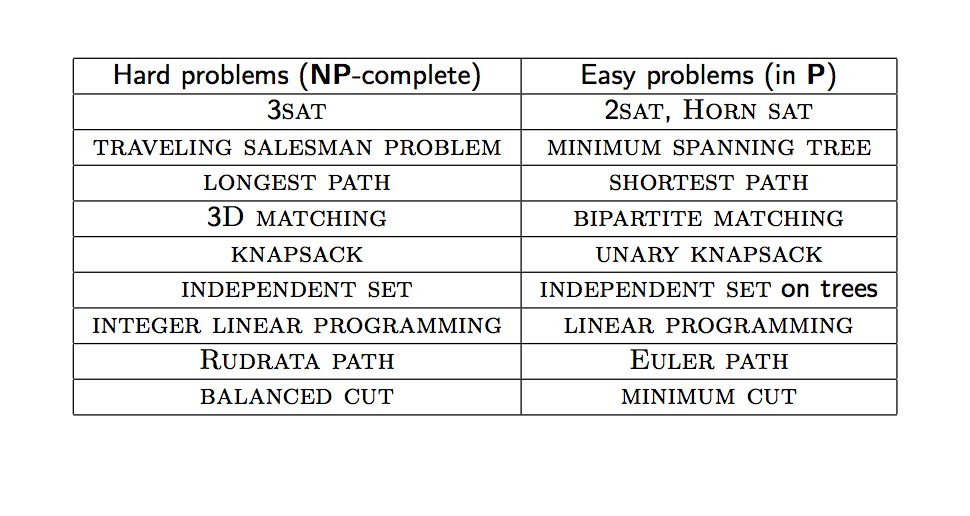 Hard problems (NP-complete) Easy problems (in P)
3SAT 2SAT, HORN SAT
TRAVELING SALESMAN PROBLEM MINIMUM SPANNING TREE
LONGEST PATH SHORTEST PATH
3D MATCHING BIPARTITE MATCHING
KNAPSACK UNARY KNAPSACK
INDEPENDENT SET INDEPENDENT SET on trees
INTEGER LINEAR PROGRAMMING LINEAR PROGRAMMING
RUDRATA PATH EULER PATH
BALANCED CUT MINIMUM CUT